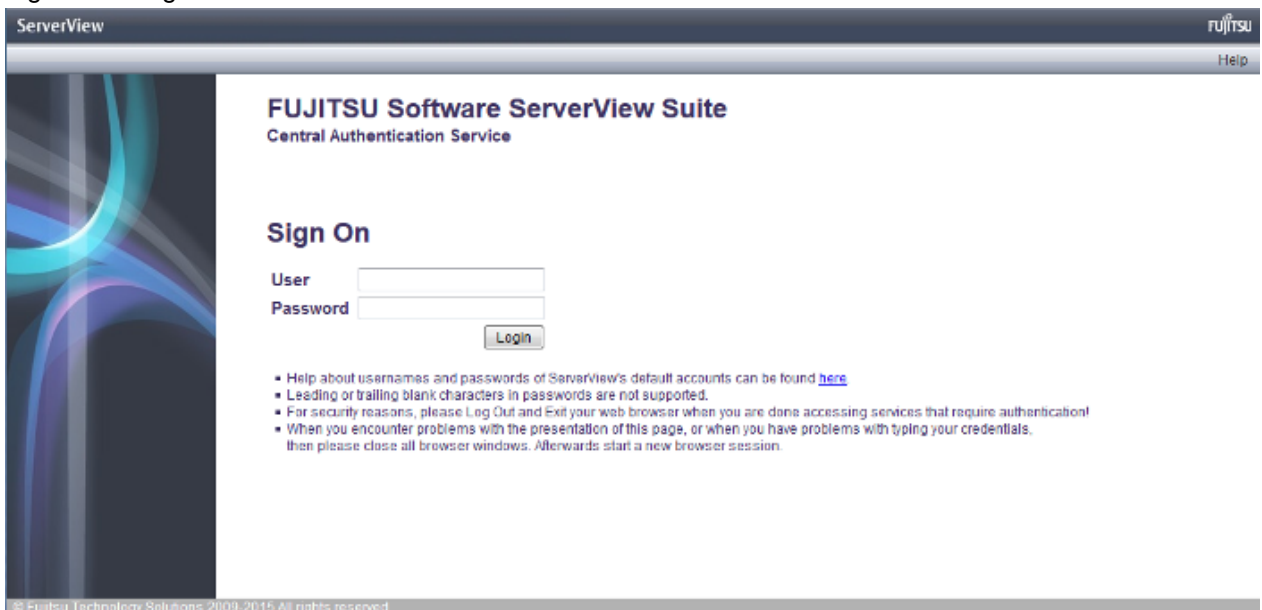 ServerView
FUJITSU
Help
FUJITSU Software ServerView Suite
Central Authentication Service
Sign On
User
Password
Login
Help about usernames and passwords of ServerView's default accounts can be found here
Leading or trailing blank characters in passwords are not supported.
For security reasons, please Log Out and Exit your web browser when you are done accessing services that require authentication!
When you encounter problems with the presentation of this page, or when you have problems with typing your credentials,
then please close all browser windows. Afterwards start a new browser session.
© Fujitsu Technology Solutions 2009-2015 All rights reserved